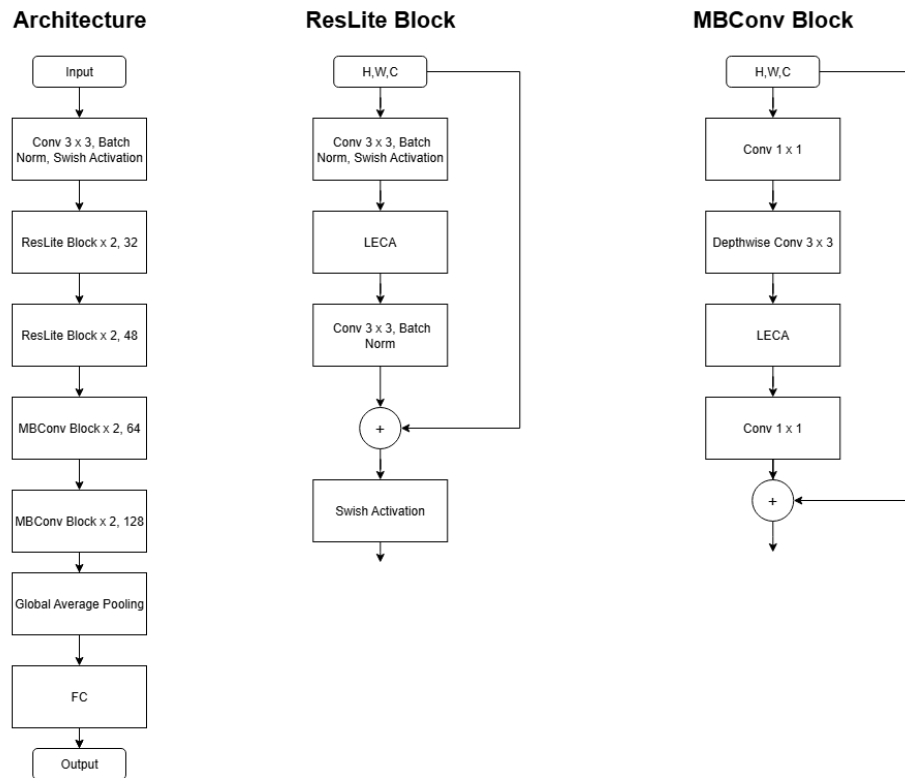 Architecture
Input
Conv 3 x 3, Batch
Norm, Swish Activation
ResLite Block x 2, 32
ResLite Block x 2, 48
MBConv Block x 2, 64
MBConv Block x 2, 128
Global Average Pooling
FC
Output
ResLite Block
H,W,C
Conv 3 x 3, Batch
Norm, Swish Activation
LECA
Conv 3 x 3, Batch
Norm
+
Swish Activation
MBConv Block
H,W,C
Conv 1 x 1
Depthwise Conv 3 x 3
LECA
Conv 1 x 1
+